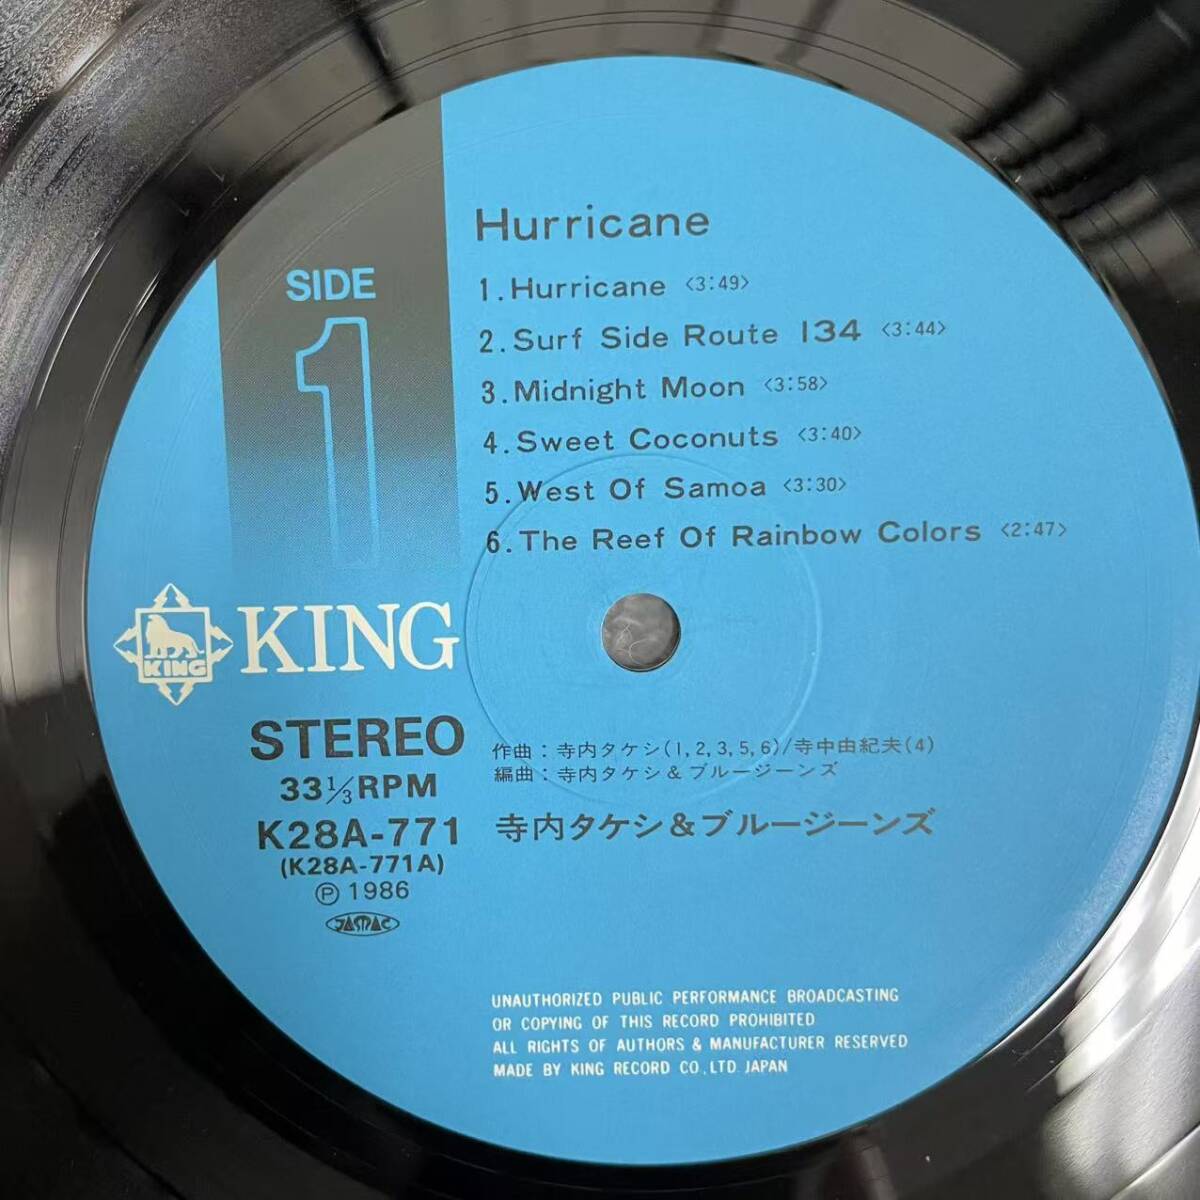 SIDE
1
Hurricane
1.Hurricane <3:49>
2.Surf Side Route 134 <3:44>
3.Midnight Moon <3:58>
4.Sweet Coconuts <3:40>
5.West Of Samoa <3:30>
6.The Reef Of Rainbow Colors <2:47>
KING
KING
STEREO
33⅓RPM
K28A-771
(K28A-771A)
Ⓟ1986
JASRAC
作曲：寺内タケシ(1,2,3,5,6)/寺中由紀夫(4)
編曲：寺内タケシ&ブルージーンズ
寺内タケシ&ブルージーンズ
UNAUTHORIZED PUBLIC PERFORMANCE BROADCASTING
OR COPYING OF THIS RECORD PROHIBITED
ALL RIGHTS OF AUTHORS & MANUFACTURER RESERVED
MADE BY KING RECORD CO.,LTD. JAPAN